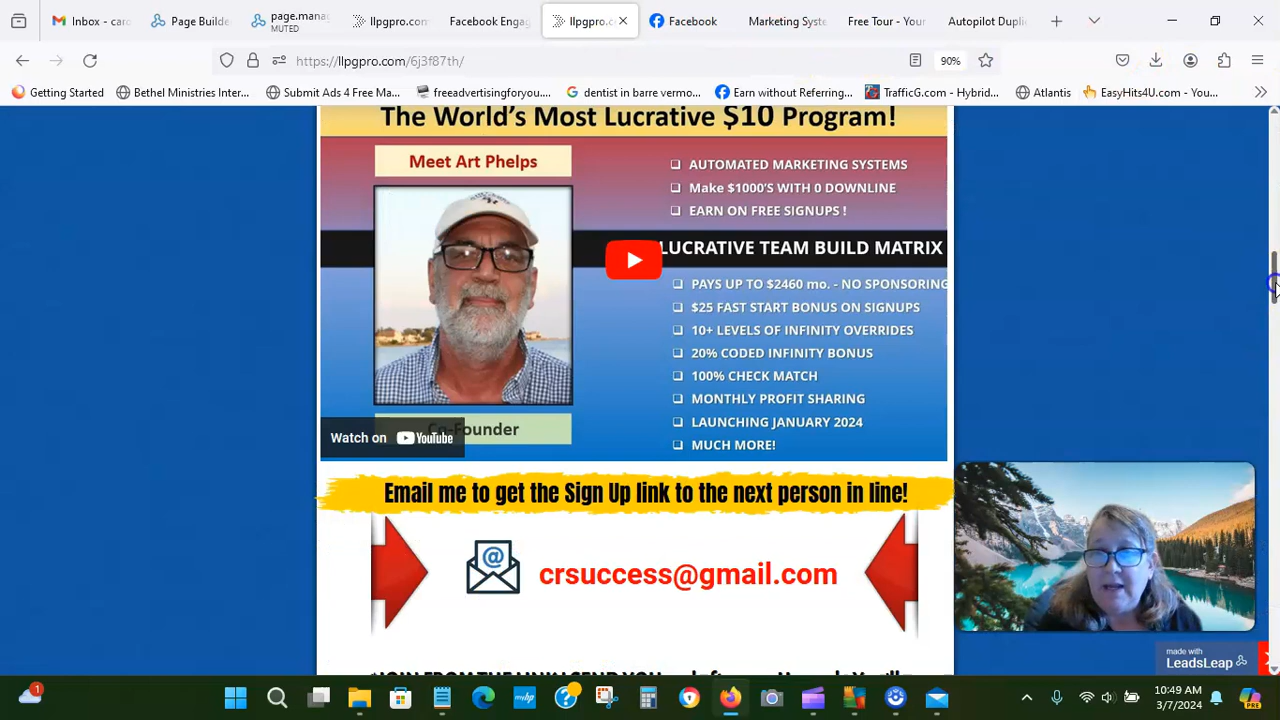 Inbox - caro
Page Builde
page.mana
MUTED
llpgpro.com
Facebook Enga
llpgpro.c
Facebook
Marketing Syste
Free Tour - Your
Autopilot Duplic
https://llpgpro.com/6j3f87th/
90%
Getting Started
Bethel Ministries Inter...
Submit Ads 4 Free Ma...
freeadvertisingforyou....
dentist in barre vermo...
Earn without Referring...
TrafficG.com - Hybrid...
Atlantis
EasyHits4U.com - You...
The World's Most Lucrative $10 Program!
Meet Art Phelps
AUTOMATED MARKETING SYSTEMS
Make $1000'S WITH 0 DOWNLINE
EARN ON FREE SIGNUPS !
LUCRATIVE TEAM BUILD MATRIX
PAYS UP TO $2460 mo. - NO SPONSORING
$25 FAST START BONUS ON SIGNUPS
10+ LEVELS OF INFINITY OVERRIDES
20% CODED INFINITY BONUS
100% CHECK MATCH
MONTHLY PROFIT SHARING
LAUNCHING JANUARY 2024
MUCH MORE!
Co-Founder
Watch on YouTube
Email me to get the Sign Up link to the next person in line!
crsuccess@gmail.com
made with
LeadsLeap
1
10:49 AM
3/7/2024
PRE